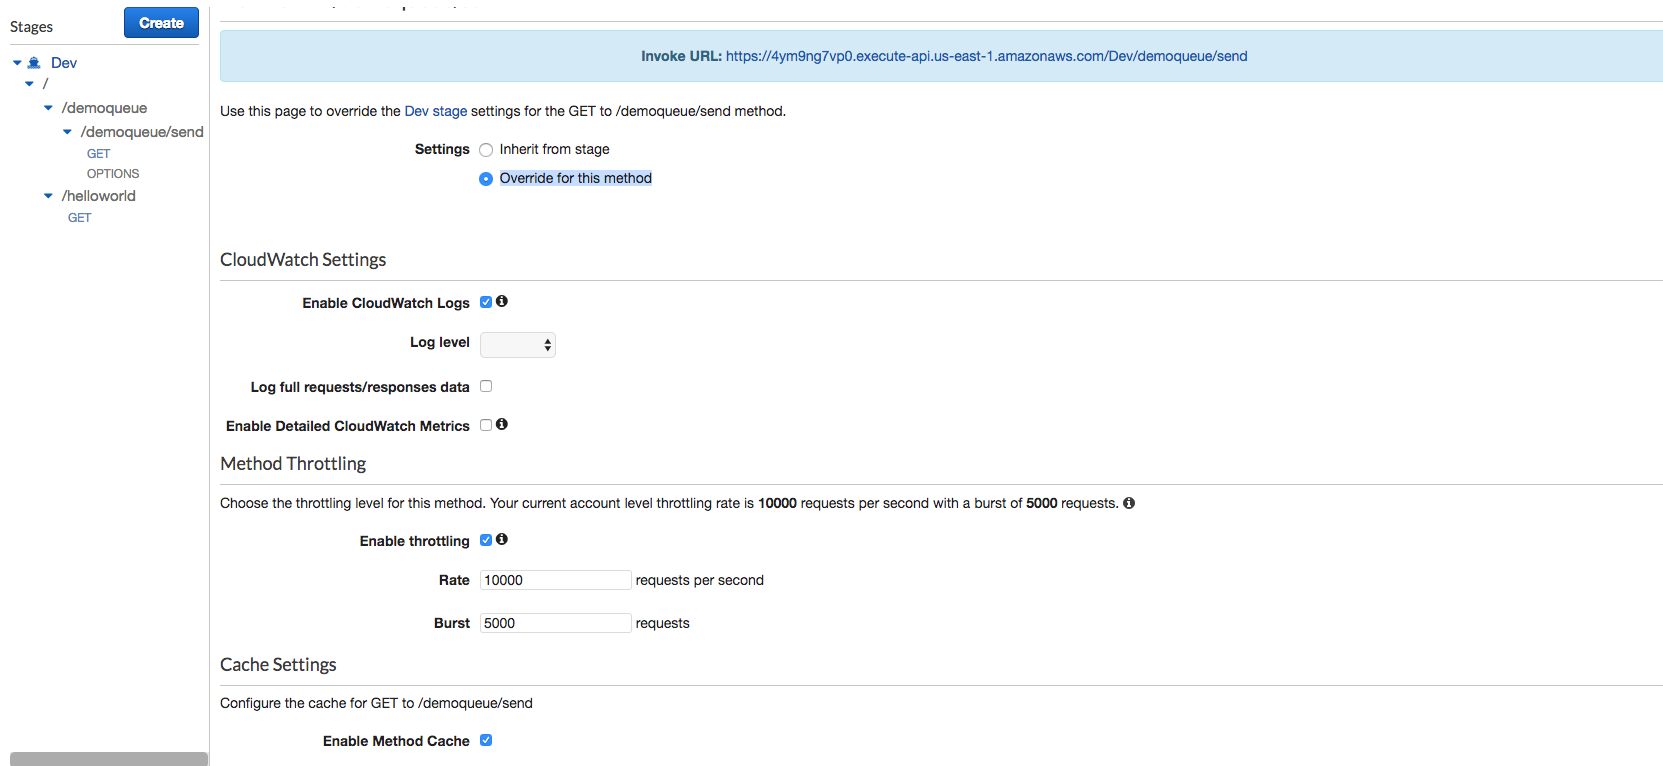 Stages
Create
Dev
/
/demoqueue
/demoqueue/send
GET
OPTIONS
/helloworld
GET
Invoke URL: https://4ym9ng7vp0.execute-api.us-east-1.amazonaws.com/Dev/demoqueue/send
Use this page to override the Dev stage settings for the GET to /demoqueue/send method.
Settings Inherit from stage
Override for this method
CloudWatch Settings
Enable CloudWatch Logs
Log level
Log full requests/responses data
Enable Detailed CloudWatch Metrics
Method Throttling
Choose the throttling level for this method. Your current account level throttling rate is 10000 requests per second with a burst of 5000 requests.
Enable throttling
Rate 10000 requests per second
Burst 5000 requests
Cache Settings
Configure the cache for GET to /demoqueue/send
Enable Method Cache